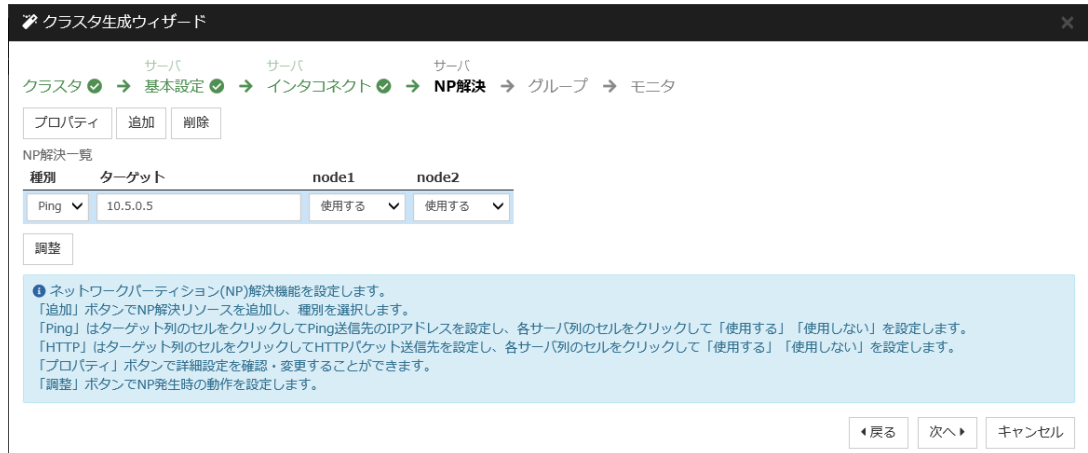 クラスタ生成ウィザード
サーバ サーバ サーバ
クラスタ → 基本設定 → インタコネクト → NP解決 → グループ → モニタ
プロパティ 追加 削除
NP解決一覧
種別 ターゲット node1 node2
Ping 10.5.0.5 使用する 使用する
調整
ネットワークパーティション(NP)解決機能を設定します。
「追加」ボタンでNP解決リソースを追加し、種別を選択します。
「Ping」はターゲット列のセルをクリックしてPing送信先のIPアドレスを設定し、各サーバ列のセルをクリックして「使用する」「使用しない」を設定します。
「HTTP」はターゲット列のセルをクリックしてHTTPパケット送信先を設定し、各サーバ列のセルをクリックして「使用する」「使用しない」を設定します。
「プロパティ」ボタンで詳細設定を確認・変更することができます。
「調整」ボタンでNP発生時の動作を設定します。
戻る 次へ キャンセル